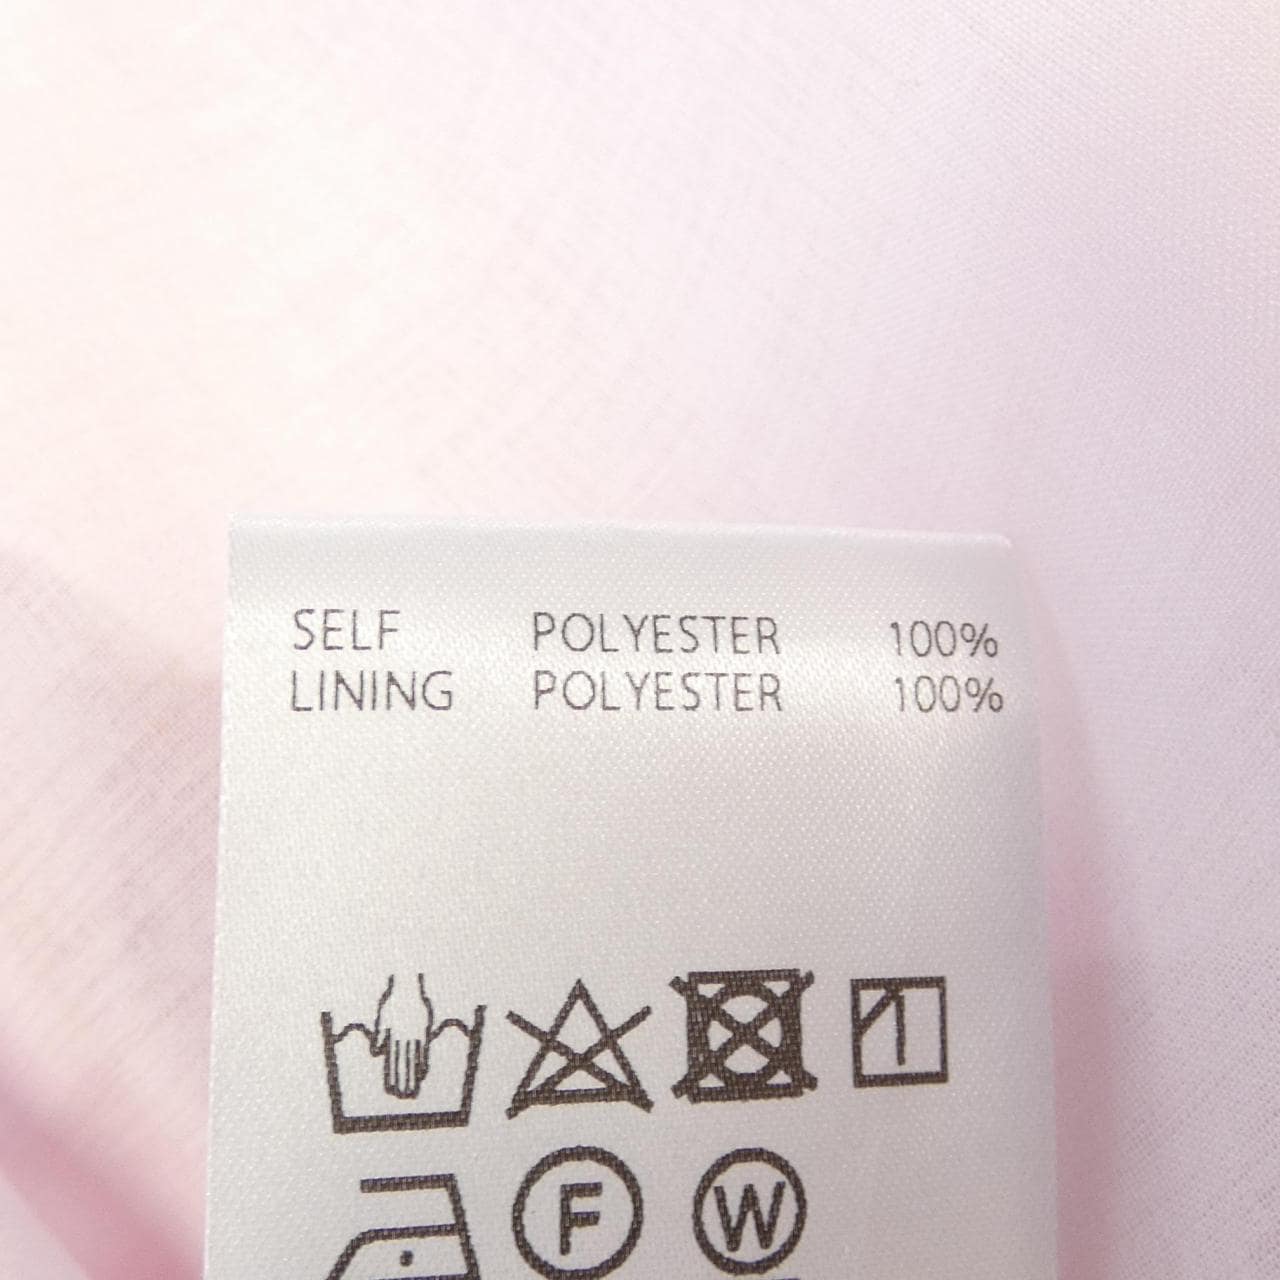 SELF POLYESTER 100%
LINING POLYESTER 100%
F W